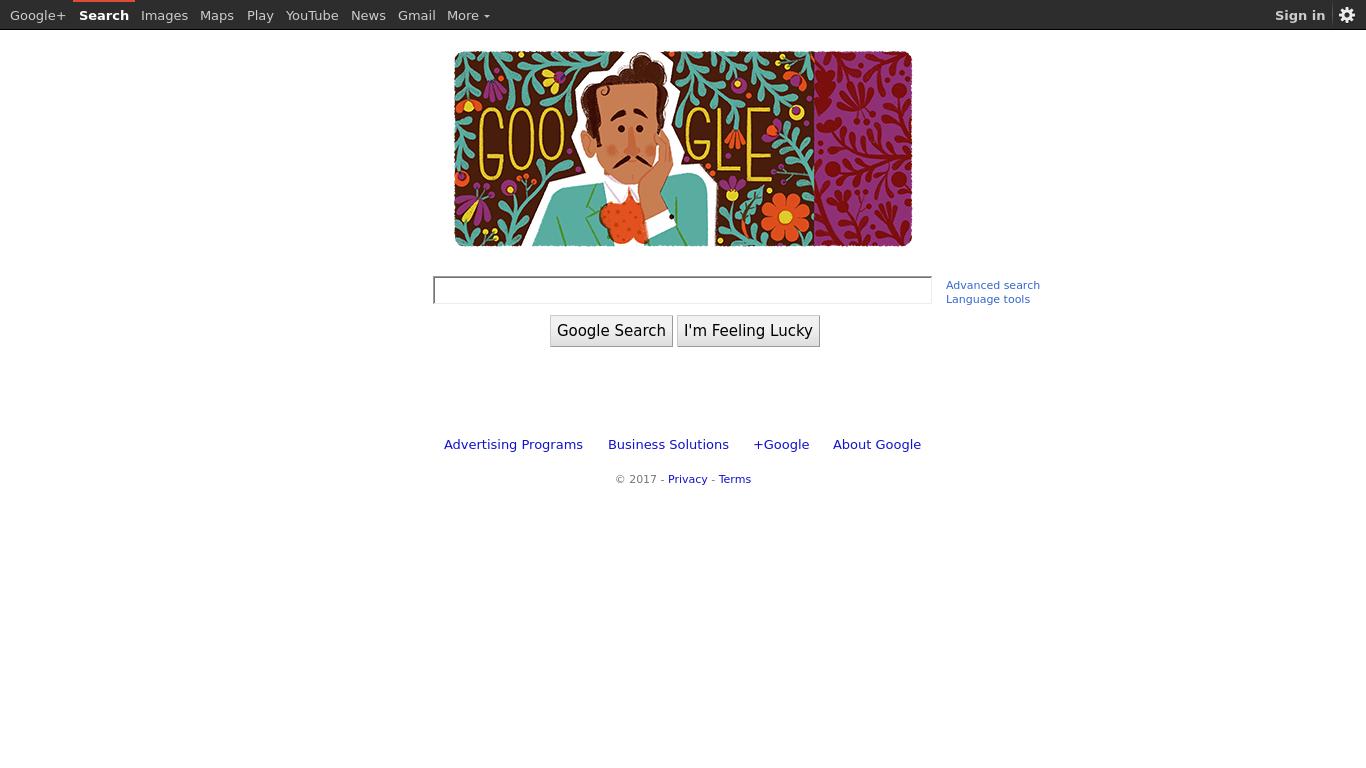 Google+ Search Images Maps Play YouTube News Gmail More Sign in
GOOGLE
Advanced search
Language tools
Google Search I'm Feeling Lucky
Advertising Programs Business Solutions +Google About Google
© 2017 - Privacy - Terms